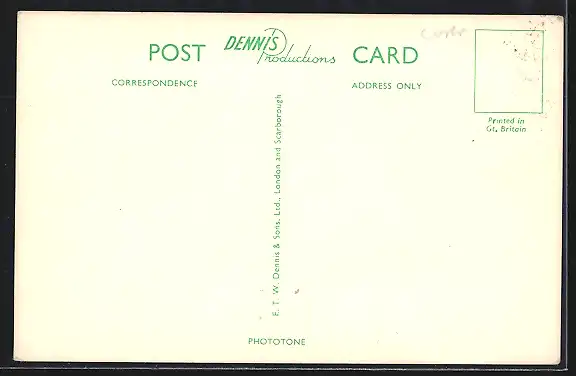 POST DENNIS Productions CARD
CORRESPONDENCE
ADDRESS ONLY
Printed in
Gt. Britain
E. T. W. Dennis & Sons, Ltd., London and Scarborough
PHOTOTONE